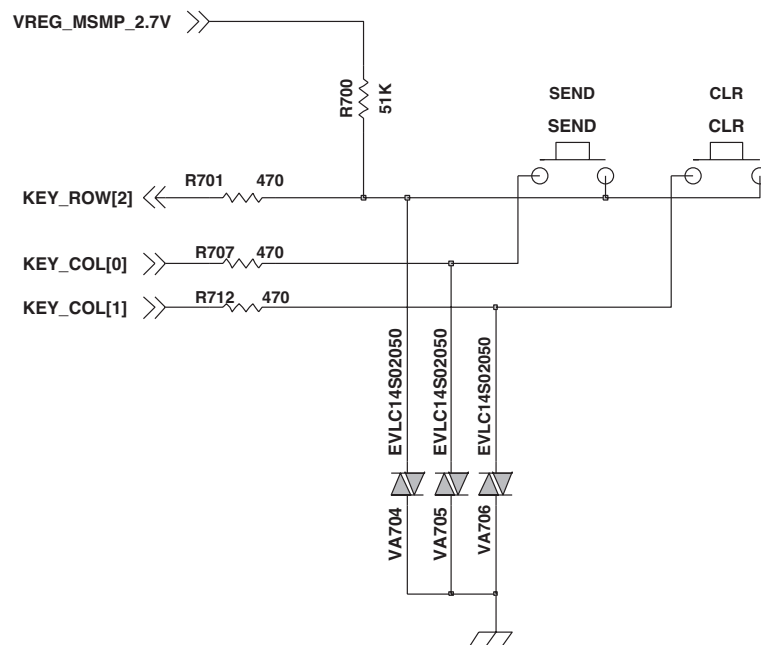 VREG_MSMP_2.7V
R700
51K
SEND
CLR
SEND
CLR
R701 470
KEY_ROW[2]
R707 470
KEY_COL[0]
R712 470
KEY_COL[1]
EVLC14S02050
EVLC14S02050
EVLC14S02050
VA704
VA705
VA706